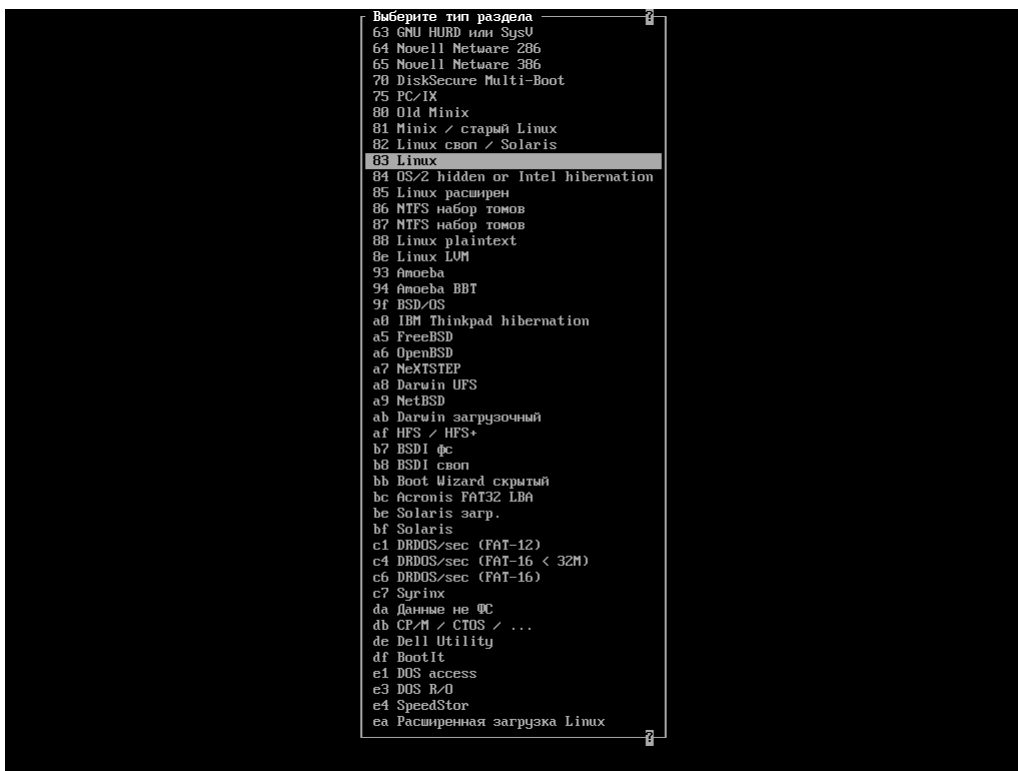 Выберите тип раздела ?
63 GNU HURD или SysV
64 Novell Netware 286
65 Novell Netware 386
70 DiskSecure Multi-Boot
75 PC/IX
80 Old Minix
81 Minix / старый Linux
82 Linux своп / Solaris
83 Linux
84 OS/2 hidden or Intel hibernation
85 Linux расширен
86 NTFS набор томов
87 NTFS набор томов
88 Linux plaintext
8e Linux LVM
93 Amoeba
94 Amoeba BBT
9f BSD/OS
a0 IBM Thinkpad hibernation
a5 FreeBSD
a6 OpenBSD
a7 NeXTSTEP
a8 Darwin UFS
a9 NetBSD
ab Darwin загрузочный
af HFS / HFS+
b7 BSDI фс
b8 BSDI своп
bb Boot Wizard скрытый
bc Acronis FAT32 LBA
be Solaris загр.
bf Solaris
c1 DRDOS/sec (FAT-12)
c4 DRDOS/sec (FAT-16 < 32M)
c6 DRDOS/sec (FAT-16)
c7 Syrinx
da Данные не ФС
db CP/M / CTOS / ...
de Dell Utility
df BootIt
e1 DOS access
e3 DOS R/O
e4 SpeedStor
ea Расширенная загрузка Linux
?